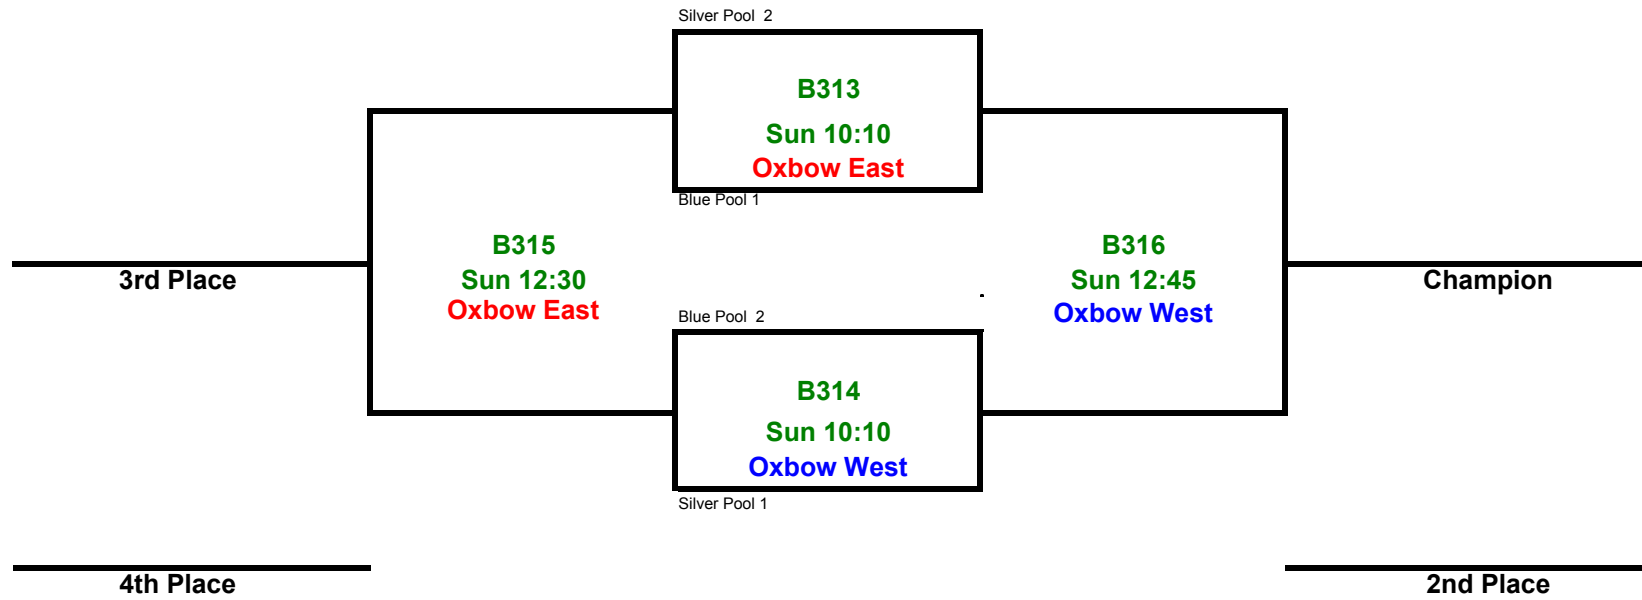 Silver Pool  2
B313
Sun 10:10
Oxbow East
Blue Pool 1
B315
Sun 12:30
Oxbow East
3rd Place
B316
Sun 12:45
Oxbow West
Champion
Blue Pool  2
B314
Sun 10:10
Oxbow West
Silver Pool 1
4th Place
2nd Place